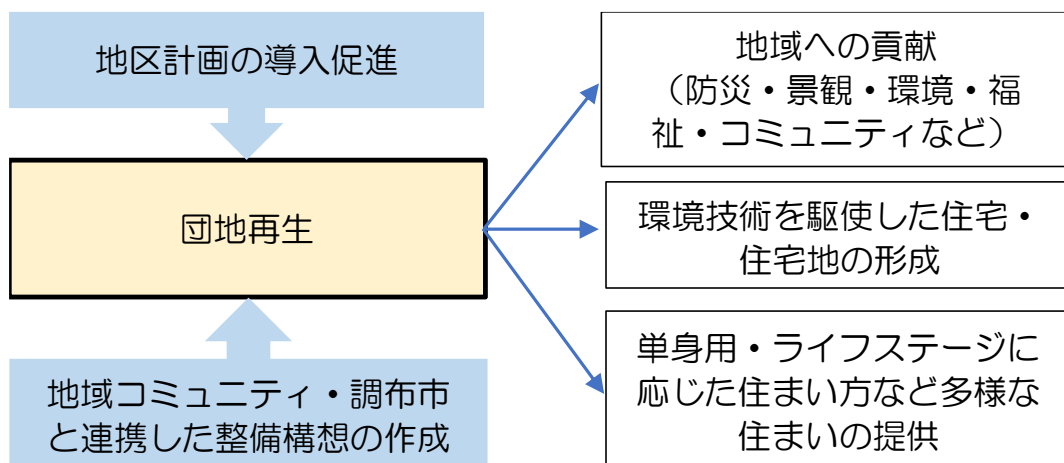 地区計画の導入促進
団地再生
地域コミュニティ・調布市
と連携した整備構想の作成
地域への貢献
（防災・景観・環境・福
祉・コミュニティなど）
環境技術を駆使した住宅・
住宅地の形成
単身用・ライフステージに
応じた住まい方など多様な
住まいの提供